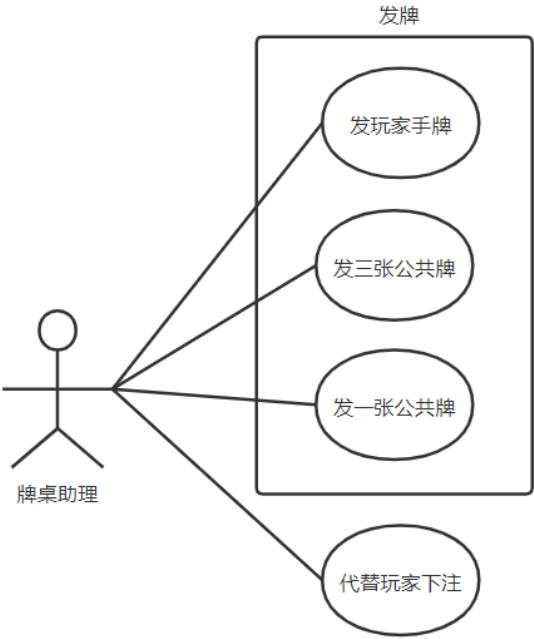 发牌
发玩家手牌
发三张公共牌
发一张公共牌
牌桌助理
代替玩家下注